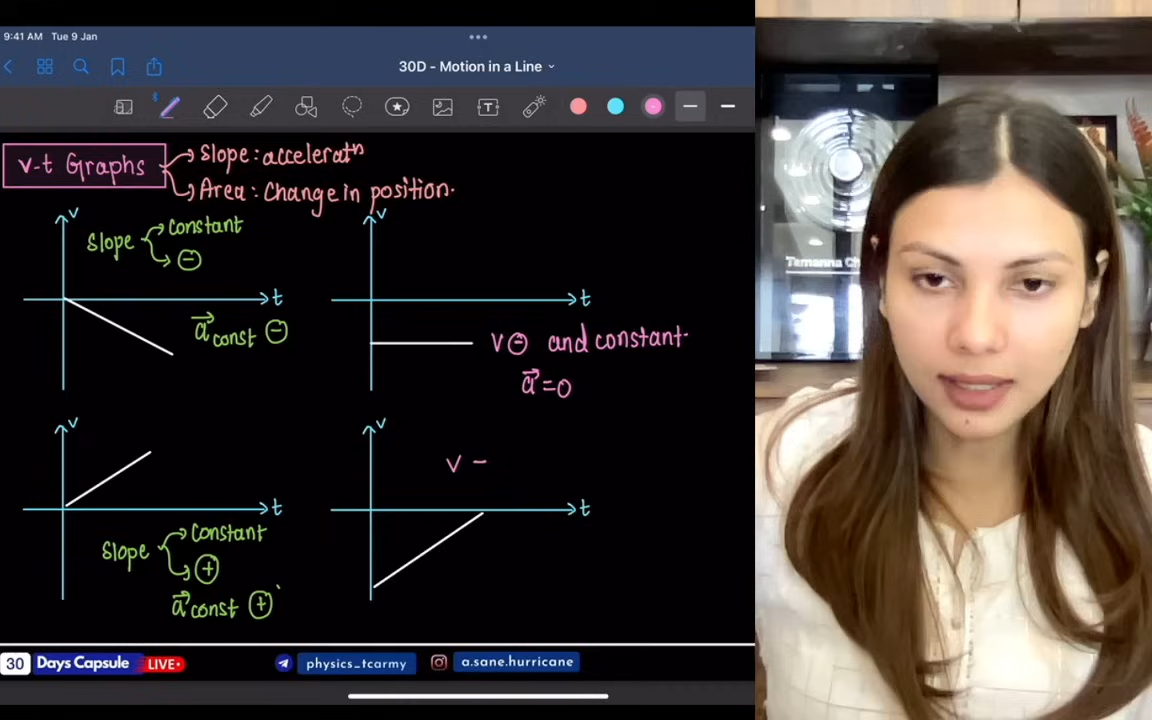 9:41 AM Tue 9 Jan
30D - Motion in a Line
T
v-t Graphs
Slope: acceleratn
Area: Change in position.
v
Slope
Constant
−
t
a const −
v
t
v − and constant.
a = 0
v
t
Slope
Constant
+
a const +
v
v −
t
30 Days Capsule LIVE
physics_tcarmy
a.sane.hurricane